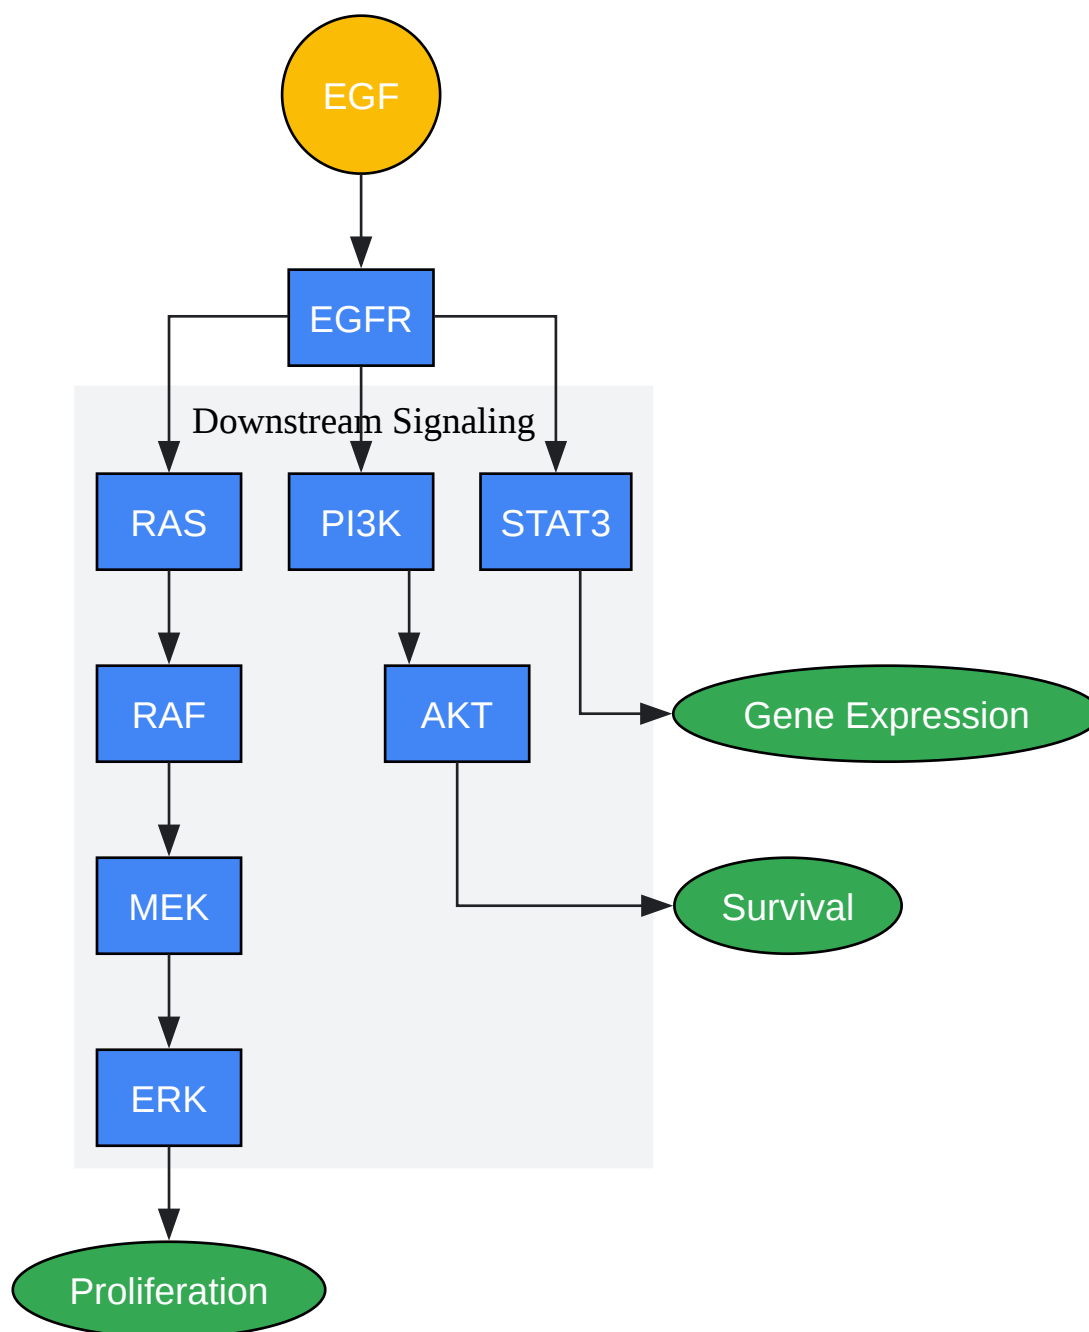 EGF
EGFR
Downstream Signaling
RAS
PI3K
STAT3
RAF
AKT
Gene Expression
MEK
Survival
ERK
Proliferation